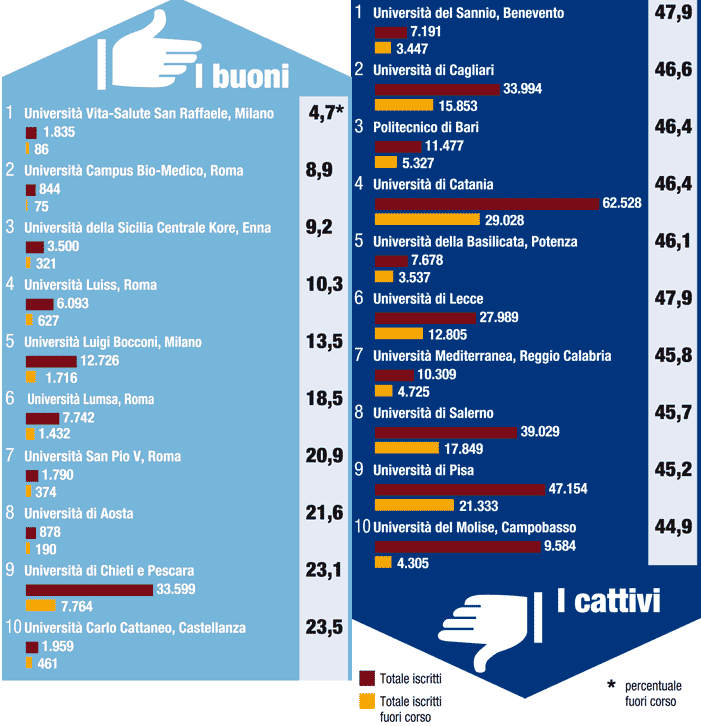 I buoni
1 Università Vita-Salute San Raffaele, Milano 4,7*
1.835
86
2 Università Campus Bio-Medico, Roma 8,9
844
75
3 Università della Sicilia Centrale Kore, Enna 9,2
3.500
321
4 Università Luiss, Roma 10,3
6.093
627
5 Università Luigi Bocconi, Milano 13,5
12.726
1.716
6 Università Lumsa, Roma 18,5
7.742
1.432
7 Università San Pio V, Roma 20,9
1.790
374
8 Università di Aosta 21,6
878
190
9 Università di Chieti e Pescara 23,1
33.599
7.764
10 Università Carlo Cattaneo, Castellanza 23,5
1.959
461
1 Università del Sannio, Benevento 47,9
7.191
3.447
2 Università di Cagliari 46,6
33.994
15.853
3 Politecnico di Bari 46,4
11.477
5.327
4 Università di Catania 46,4
62.528
29.028
5 Università della Basilicata, Potenza 46,1
7.678
3.537
6 Università di Lecce 47,9
27.989
12.805
7 Università Mediterranea, Reggio Calabria 45,8
10.309
4.725
8 Università di Salerno 45,7
39.029
17.849
9 Università di Pisa 45,2
47.154
21.333
10 Università del Molise, Campobasso 44,9
9.584
4.305
I cattivi
Totale iscritti
Totale iscritti
fuori corso
* percentuale
fuori corso